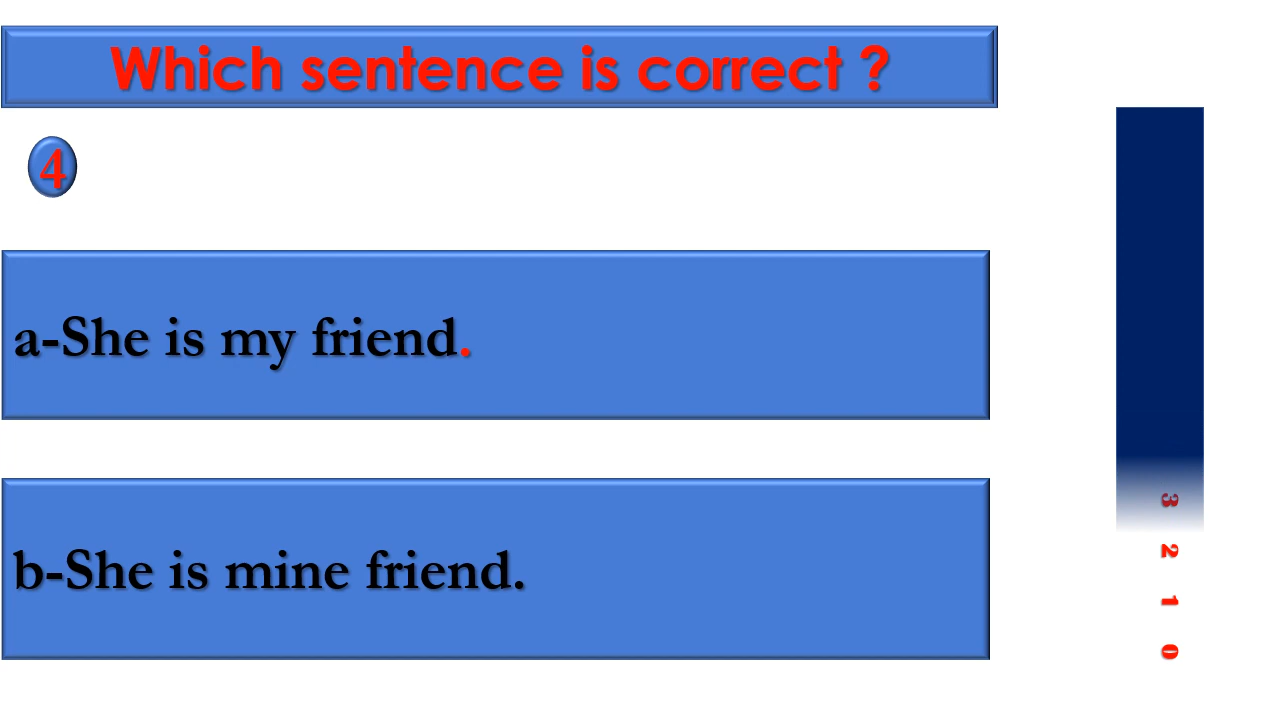 Which sentence is correct ?
4
a-She is my friend.
b-She is mine friend.
3
2
1
0